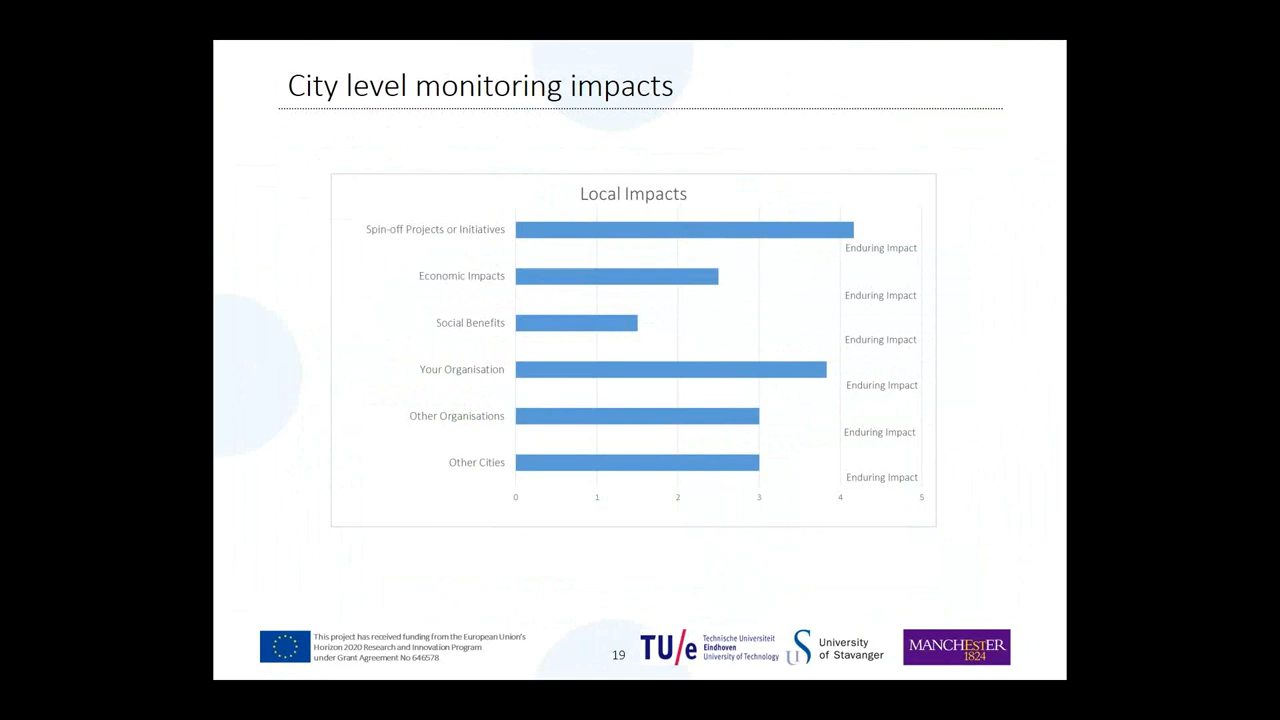 City level monitoring impacts
Local Impacts
Spin-off Projects or Initiatives
Enduring Impact
Economic Impacts
Enduring Impact
Social Benefits
Enduring Impact
Your Organisation
Enduring Impact
Other Organisations
Enduring Impact
Other Cities
Enduring Impact
0 1 2 3 4 5
This project has received funding from the European Union's
Horizon 2020 Research and Innovation Program
under Grant Agreement No 646578
19
TU/e
Technische Universiteit
Eindhoven
University of Technology
US
University
of Stavanger
MANCHESTER
1824